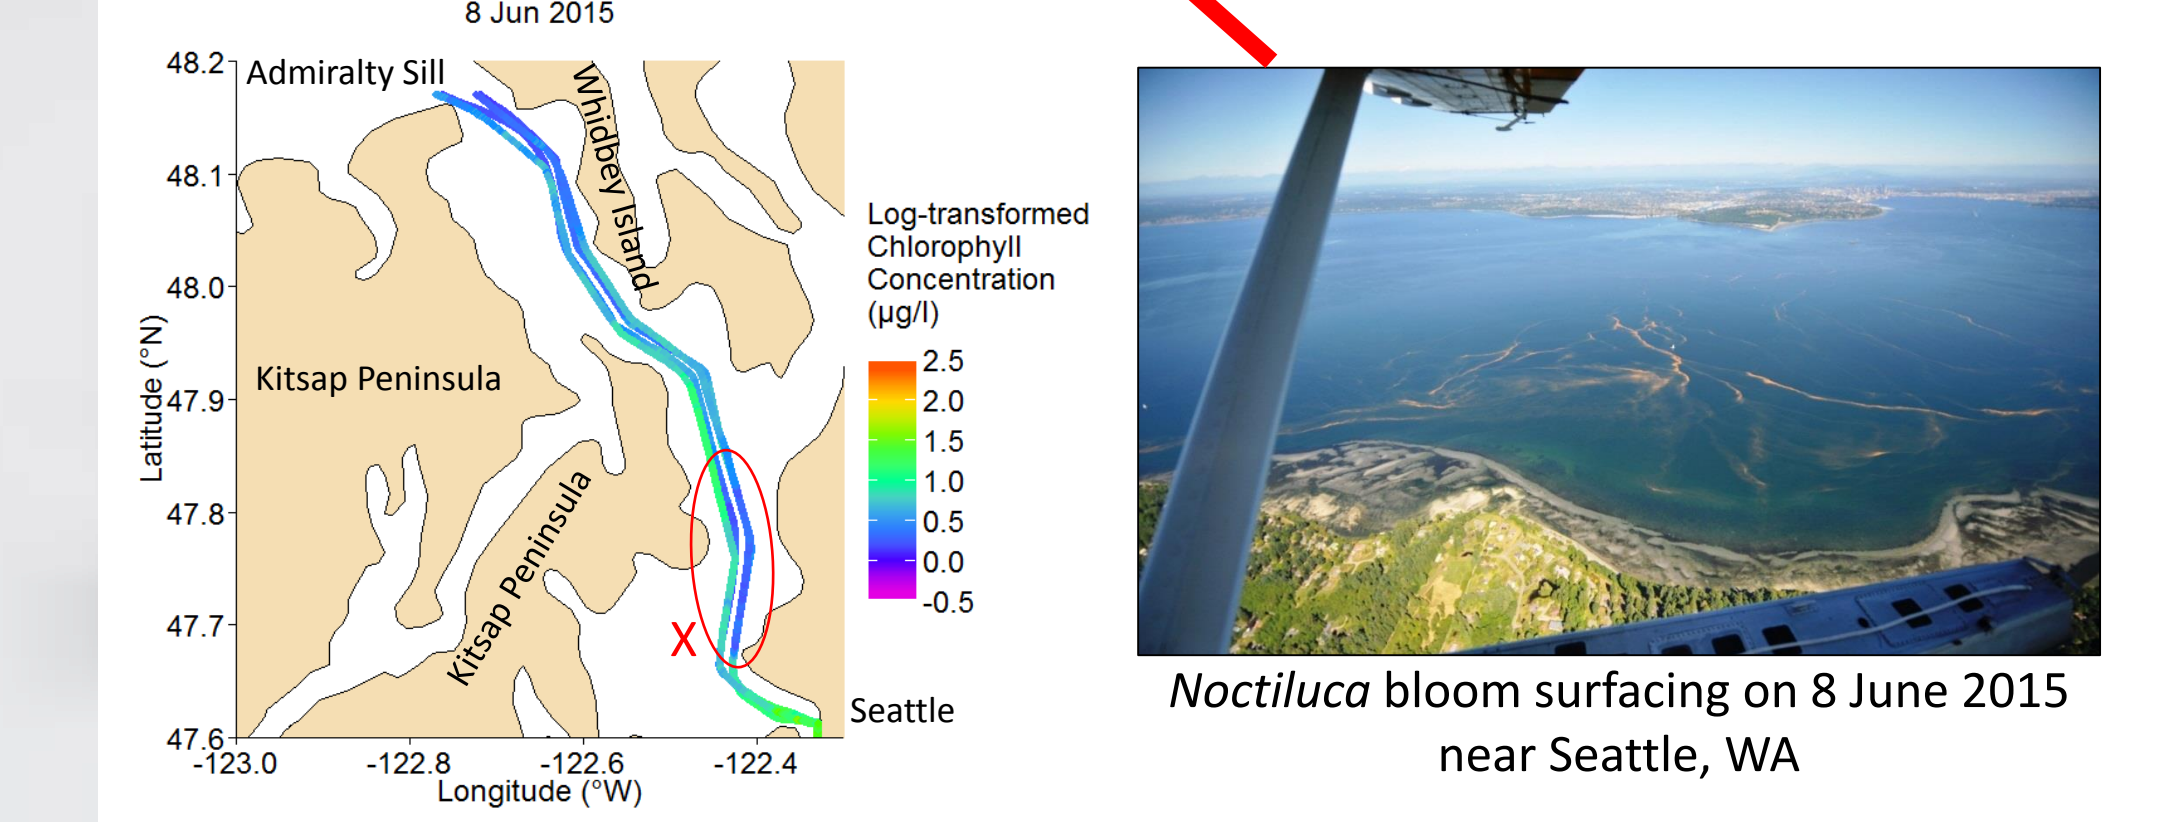 8 Jun 2015
48.2
48.1
48.0
47.9
47.8
47.7
47.6
Latitude (°N)
-123.0
-122.8
-122.6
-122.4
Longitude (°W)
Admiralty Sill
Whidbey Island
Kitsap Peninsula
Kitsap Peninsula
X
Seattle
Log-transformed
Chlorophyll
Concentration
(µg/l)
2.5
2.0
1.5
1.0
0.5
0.0
-0.5
Noctiluca bloom surfacing on 8 June 2015
near Seattle, WA